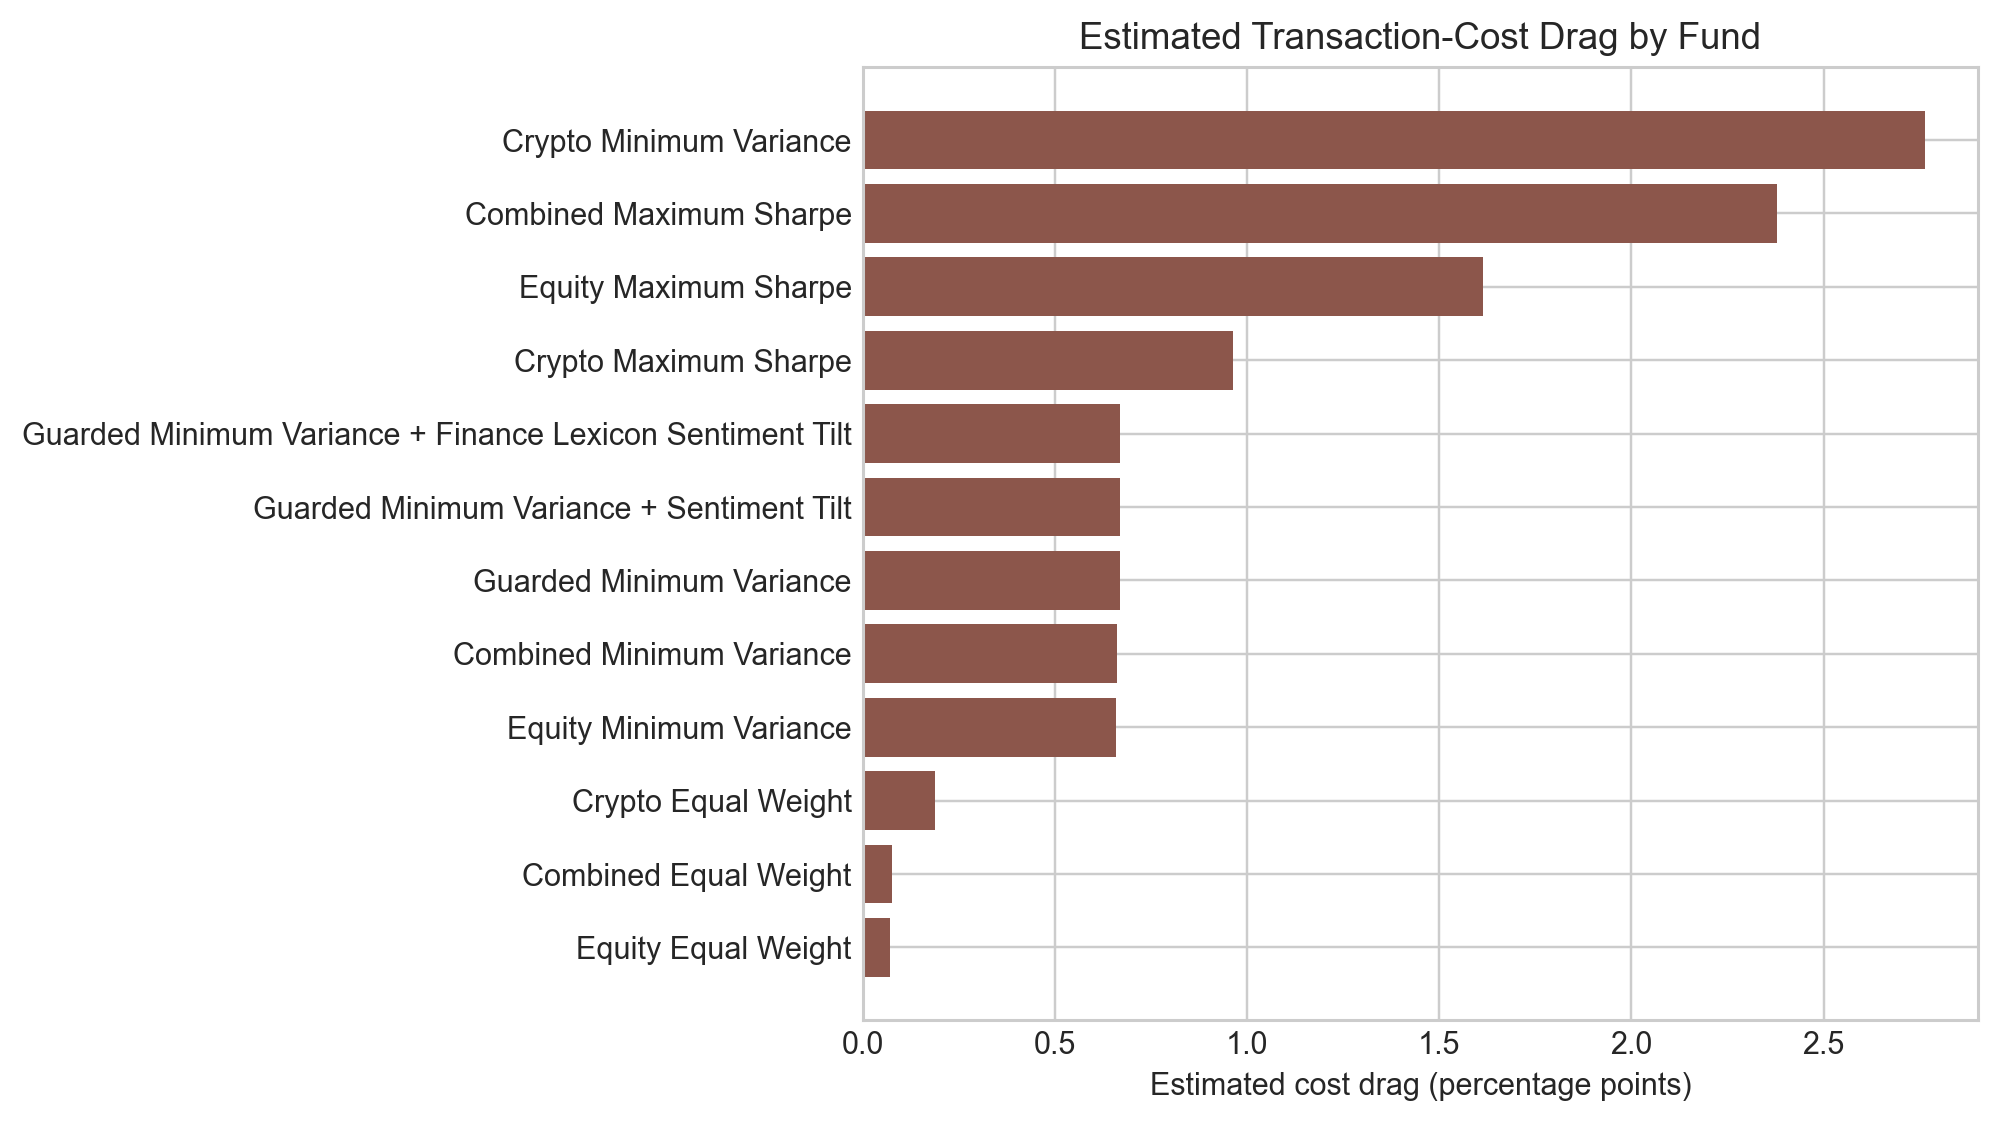 Estimated Transaction-Cost Drag by Fund
Crypto Minimum Variance
Combined Maximum Sharpe
Equity Maximum Sharpe
Crypto Maximum Sharpe
Guarded Minimum Variance + Finance Lexicon Sentiment Tilt
Guarded Minimum Variance + Sentiment Tilt
Guarded Minimum Variance
Combined Minimum Variance
Equity Minimum Variance
Crypto Equal Weight
Combined Equal Weight
Equity Equal Weight
0.0 0.5 1.0 1.5 2.0 2.5
Estimated cost drag (percentage points)